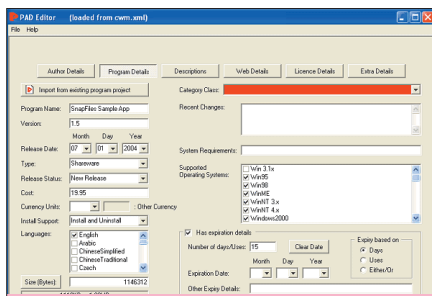 PAD Editor (loaded from cwm.xml)
File Help
Author Details Program Details Descriptions Web Details Licence Details Extra Details
Import from existing program project
Category Class:
Program Name: SnapFiles Sample App
Recent Changes:
Version: 1.5
Month Day Year
Release Date: 07 01 2004
System Requirements:
Type: Shareware
Supported Operating Systems:
Win 3.1x
Win95
Win98
WinME
WinNT 3.x
WinNT 4.x
Windows2000
Release Status: New Release
Cost: 19.95
Currency Units: : Other Currency
Install Support: Install and Uninstall
Languages: English
Arabic
ChineseSimplified
ChineseTraditional
Czech
Has expiration details
Number of days/Uses: 15 Clear Date
Expiry based on
Days
Uses
Either/Or
Month Day Year
Expiration Date:
Other Expiry Details:
Size (Bytes): 1146312